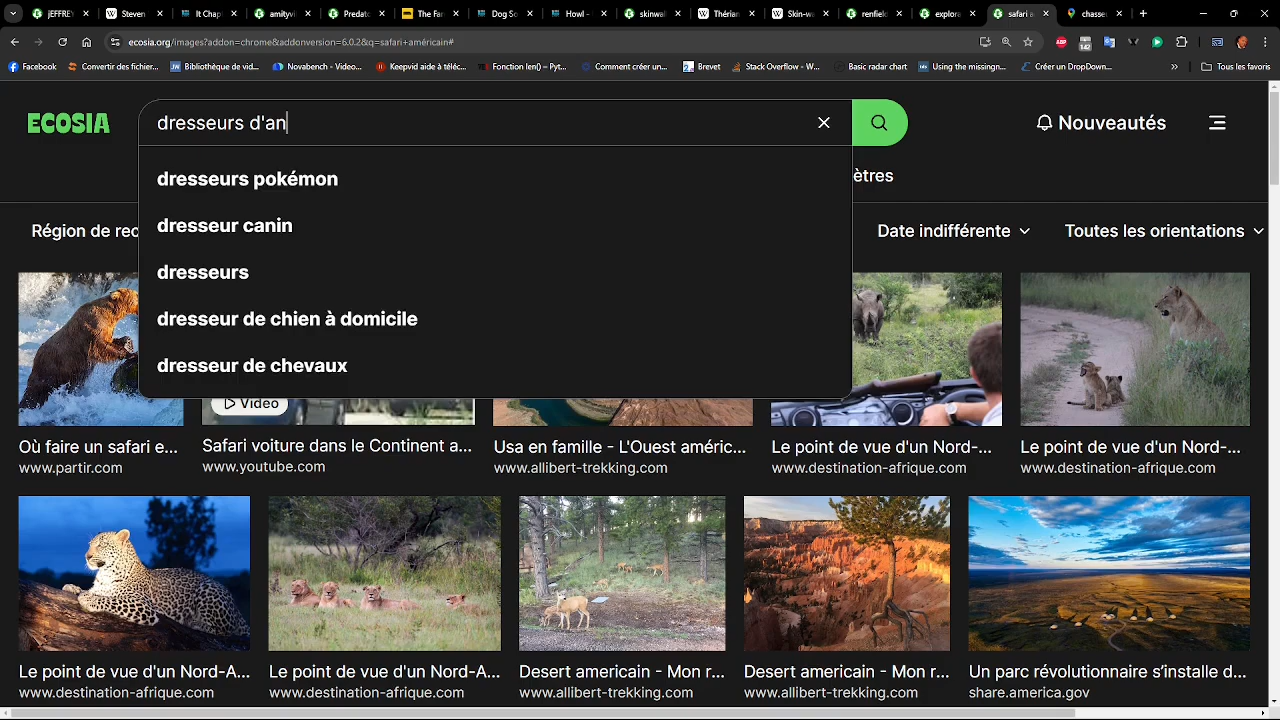 jEFFREY
Steven
It Chap
amityvi
Predato
The Far
Dog So
Howl -
skinwal
Thérian
Skin-w
renfield
explora
safari a
chasse
ecosia.org/images?addon=chrome&addonversion=6.0.2&q=safari+américain#
142
Facebook
Convertir des fichier...
Bibliothèque de vid...
Novabench - Video...
Keepvid aide à téléc...
Fonction len() – Pyt...
Comment créer un...
Brevet
Stack Overflow - W...
Basic radar chart
Using the missingn...
Créer un DropDown...
Tous les favoris
ECOSIA
dresseurs d'an
Nouveautés
dresseurs pokémon
ètres
dresseur canin
Région de rec
Date indifférente
Toutes les orientations
dresseurs
dresseur de chien à domicile
dresseur de chevaux
Video
Où faire un safari e...
www.partir.com
Safari voiture dans le Continent a...
www.youtube.com
Usa en famille - L'Ouest améric...
www.allibert-trekking.com
Le point de vue d'un Nord-...
www.destination-afrique.com
Le point de vue d'un Nord-...
www.destination-afrique.com
Le point de vue d'un Nord-A...
www.destination-afrique.com
Le point de vue d'un Nord-A...
www.destination-afrique.com
Desert americain - Mon r...
www.allibert-trekking.com
Desert americain - Mon r...
www.allibert-trekking.com
Un parc révolutionnaire s’installe d...
share.america.gov